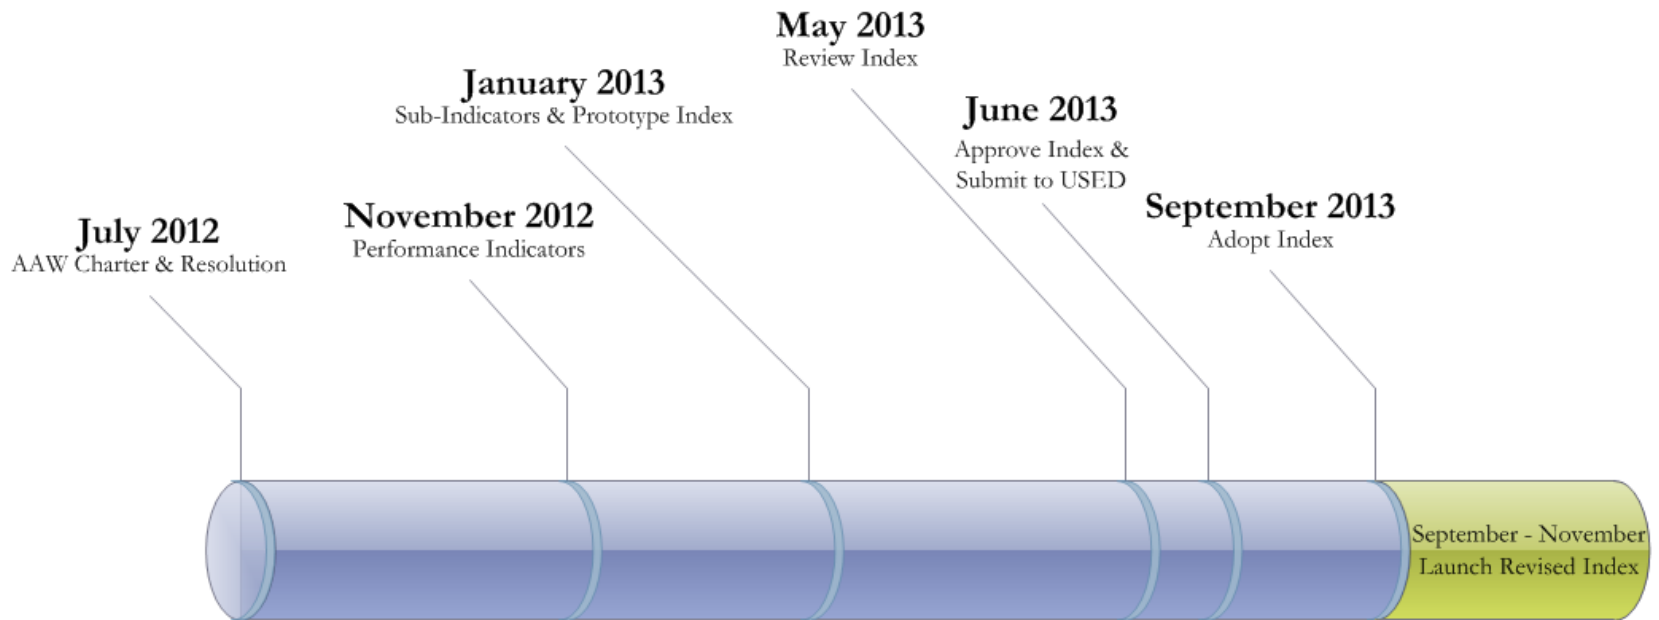 July 2012
AAW Charter & Resolution
November 2012
Performance Indicators
January 2013
Sub-Indicators & Prototype Index
May 2013
Review Index
June 2013
Approve Index &
Submit to USED
September 2013
Adopt Index
September - November
Launch Revised Index